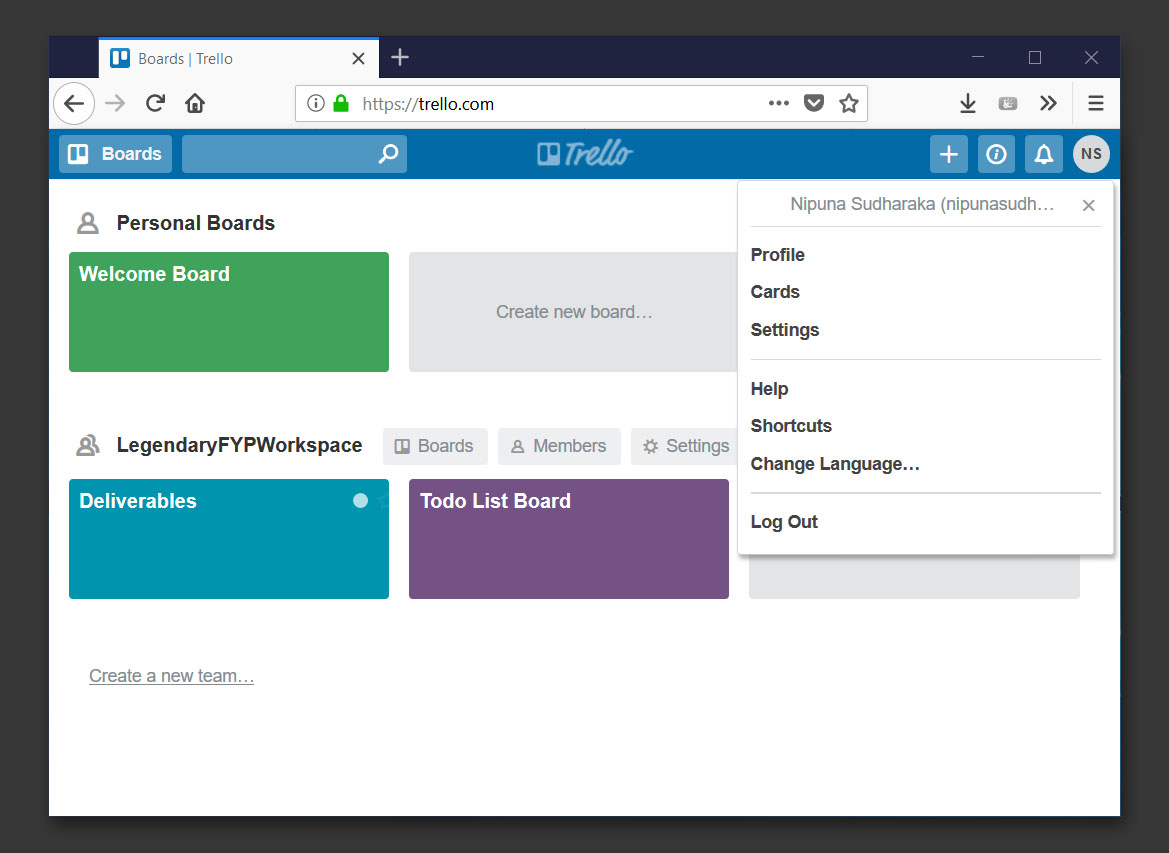 Boards | Trello
https://trello.com
Boards
Trello
NS
Nipuna Sudharaka (nipunasudh…
Profile
Cards
Settings
Help
Shortcuts
Change Language…
Log Out
Personal Boards
Welcome Board
Create new board…
LegendaryFYPWorkspace
Boards
Members
Settings
Deliverables
Todo List Board
Create a new team…